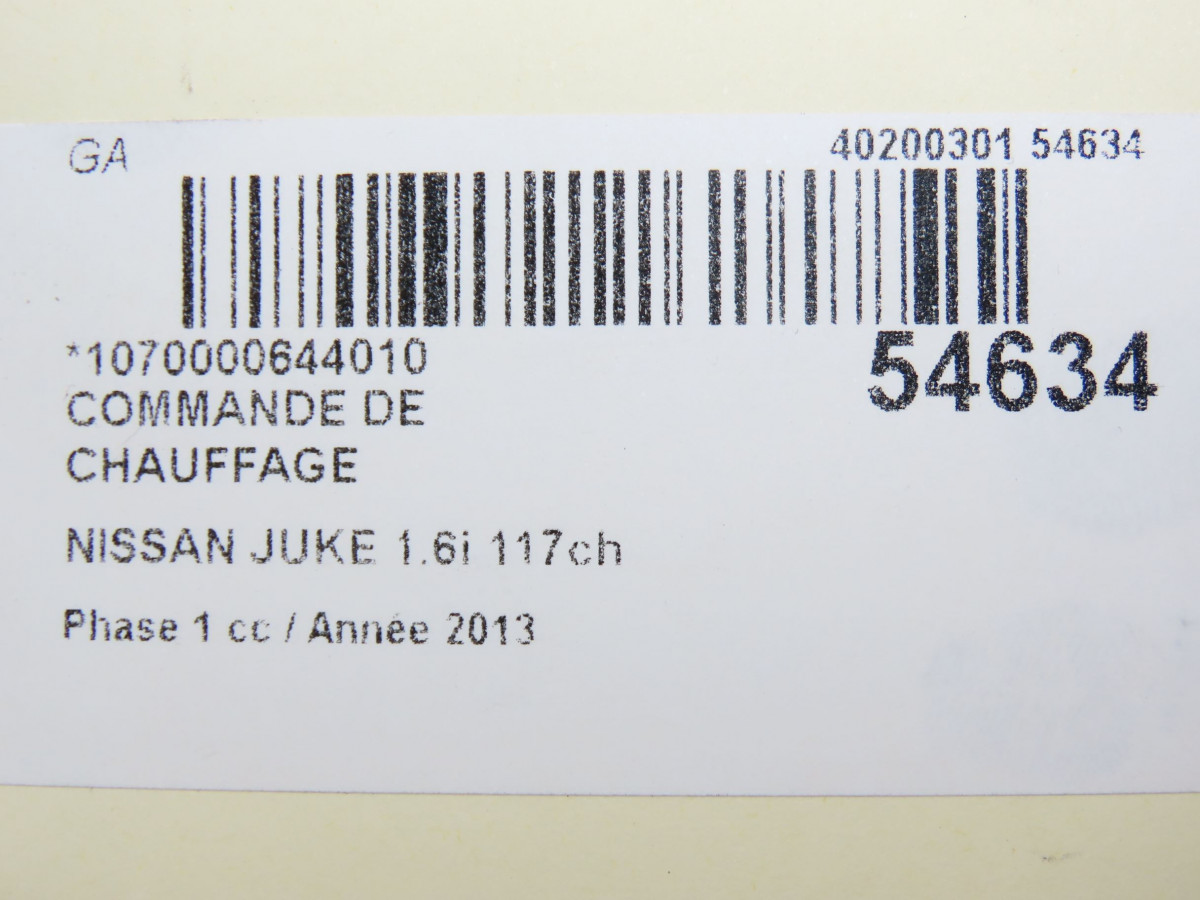 GA
40200301 54634
*1070000644010
54634
COMMANDE DE
CHAUFFAGE
NISSAN JUKE 1.6i 117ch
Phase 1 cc / Année 2013